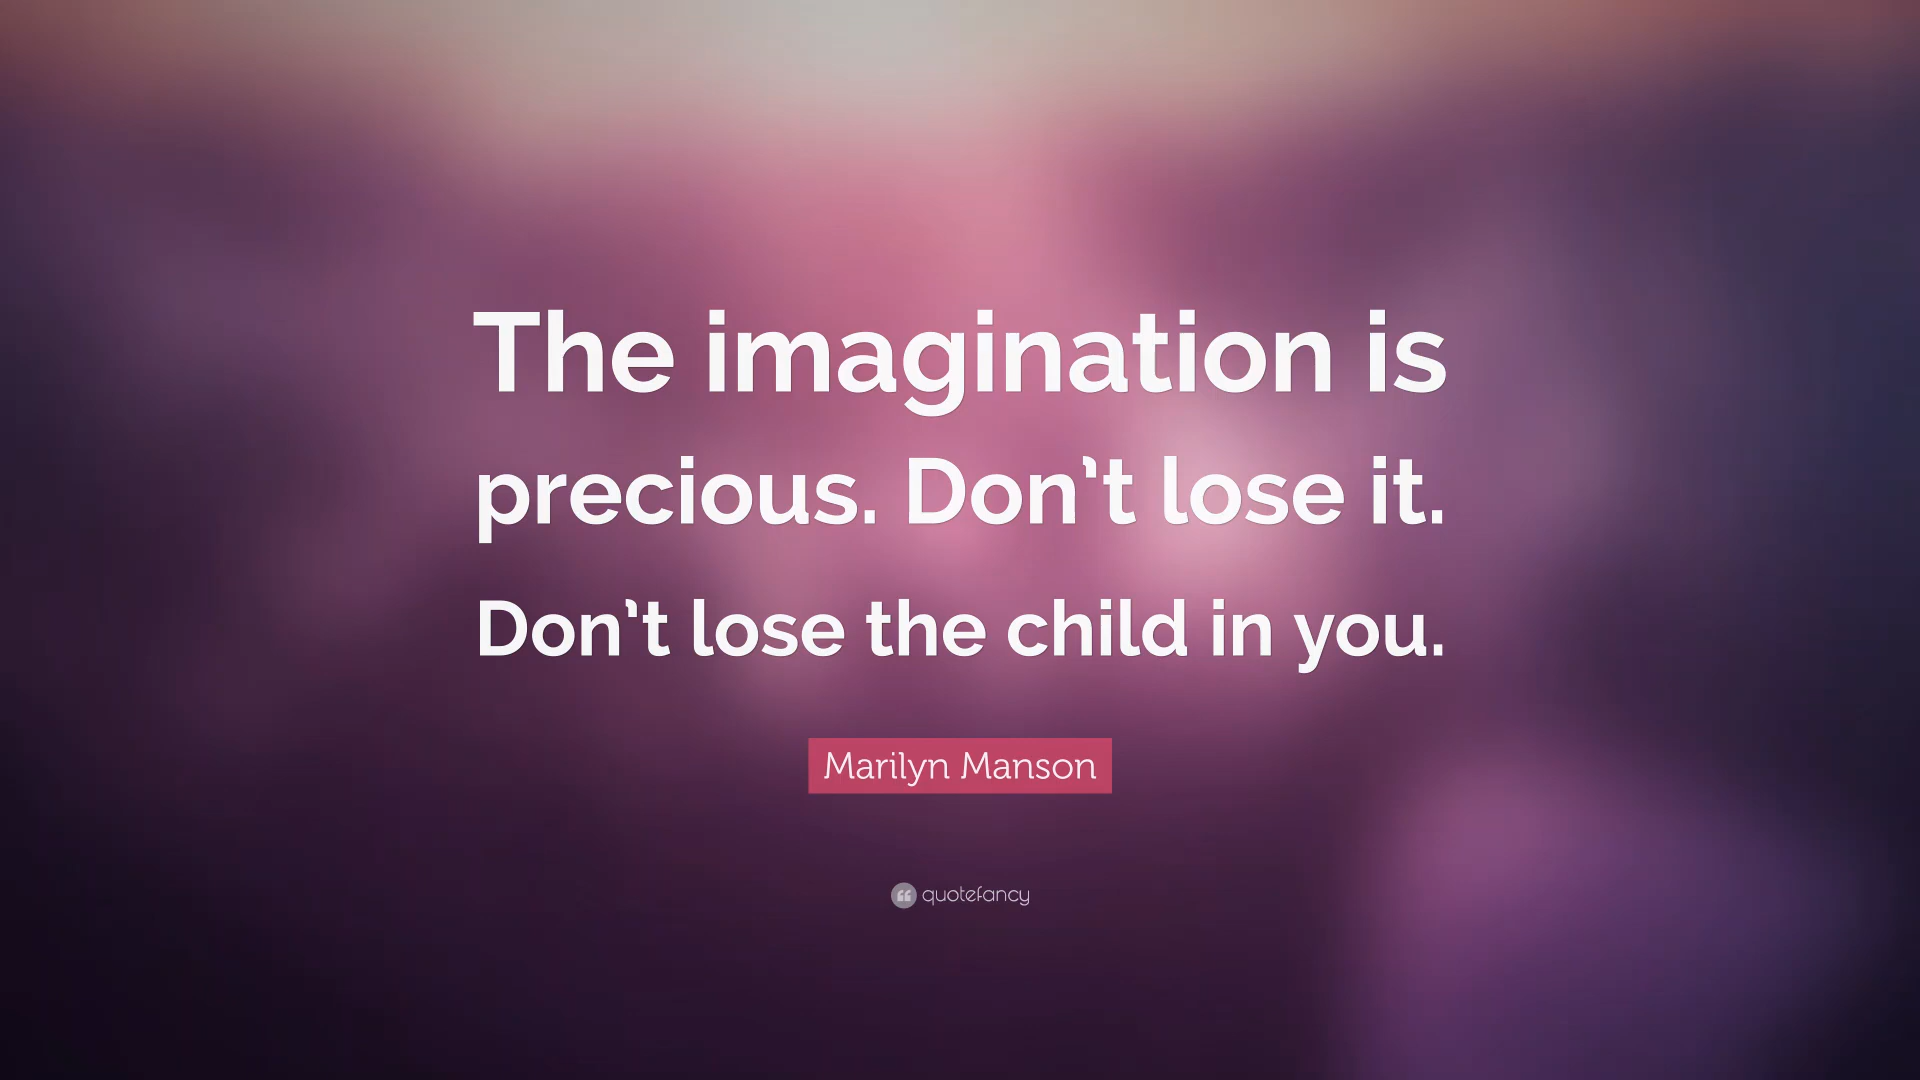 The imagination is
precious. Don’t lose it.
Don’t lose the child in you.
Marilyn Manson
quotefancy